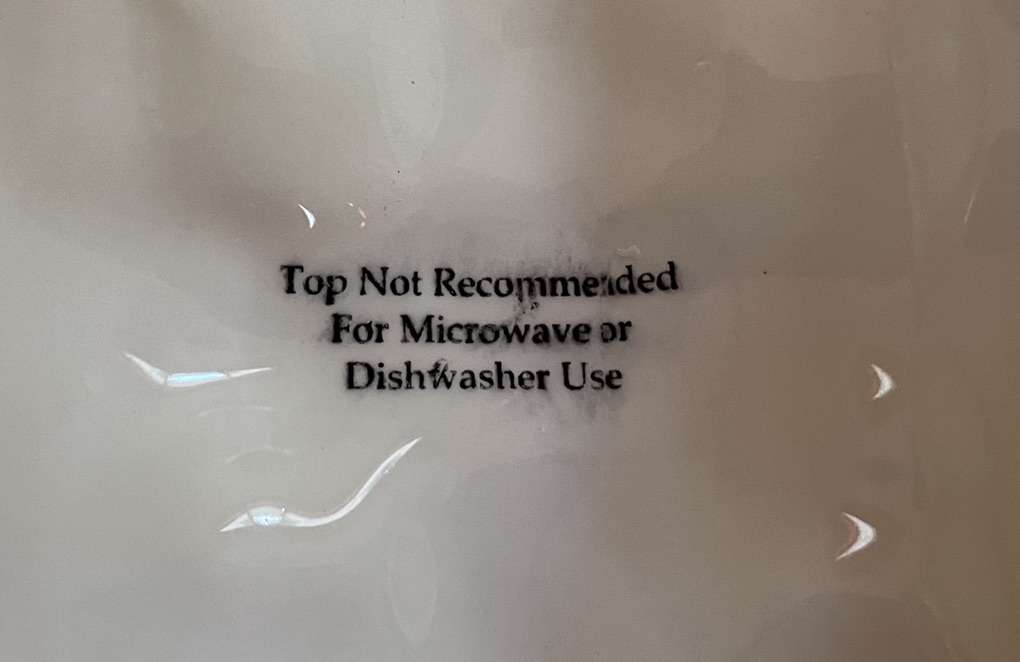 Top Not Recommended
For Microwave or
Dishwasher Use